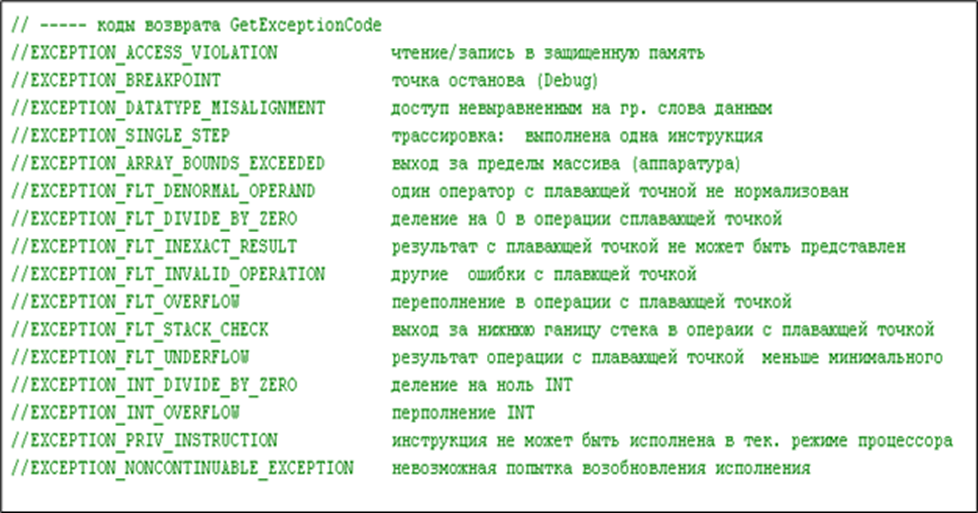 // ----- коды возврата GetExceptionCode
//EXCEPTION_ACCESS_VIOLATION чтение/запись в защищенную память
//EXCEPTION_BREAKPOINT точка останова (Debug)
//EXCEPTION_DATATYPE_MISALIGNMENT доступ невыравненным на гр. слова данным
//EXCEPTION_SINGLE_STEP трассировка: выполнена одна инструкция
//EXCEPTION_ARRAY_BOUNDS_EXCEEDED выход за пределы массива (аппаратура)
//EXCEPTION_FLT_DENORMAL_OPERAND один оператор с плавающей точной не нормализован
//EXCEPTION_FLT_DIVIDE_BY_ZERO деление на 0 в операции сплавающей точкой
//EXCEPTION_FLT_INEXACT_RESULT результат с плавающей точкой не может быть представлен
//EXCEPTION_FLT_INVALID_OPERATION другие ошибки с плавющей точкой
//EXCEPTION_FLT_OVERFLOW переполнение в операции с плавающей точкой
//EXCEPTION_FLT_STACK_CHECK выход за нижнюю ганицу стека в operаии с плавающей точкой
//EXCEPTION_FLT_UNDERFLOW результат операции с плавающей точкой меньше минимального
//EXCEPTION_INT_DIVIDE_BY_ZERO деление на ноль INT
//EXCEPTION_INT_OVERFLOW перполнение INT
//EXCEPTION_PRIV_INSTRUCTION инструкция не может быть исполнена в тек. режиме процессора
//EXCEPTION_NONCONTINUABLE_EXCEPTION невозможная попытка возобновления исполнения